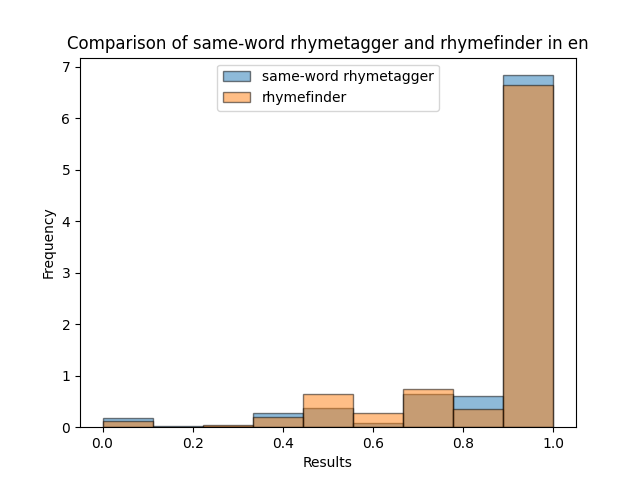 Comparison of same-word rhymetagger and rhymefinder in en
same-word rhymetagger
rhymefinder
7
6
5
4
3
2
1
0
Frequency
0.0 0.2 0.4 0.6 0.8 1.0
Results